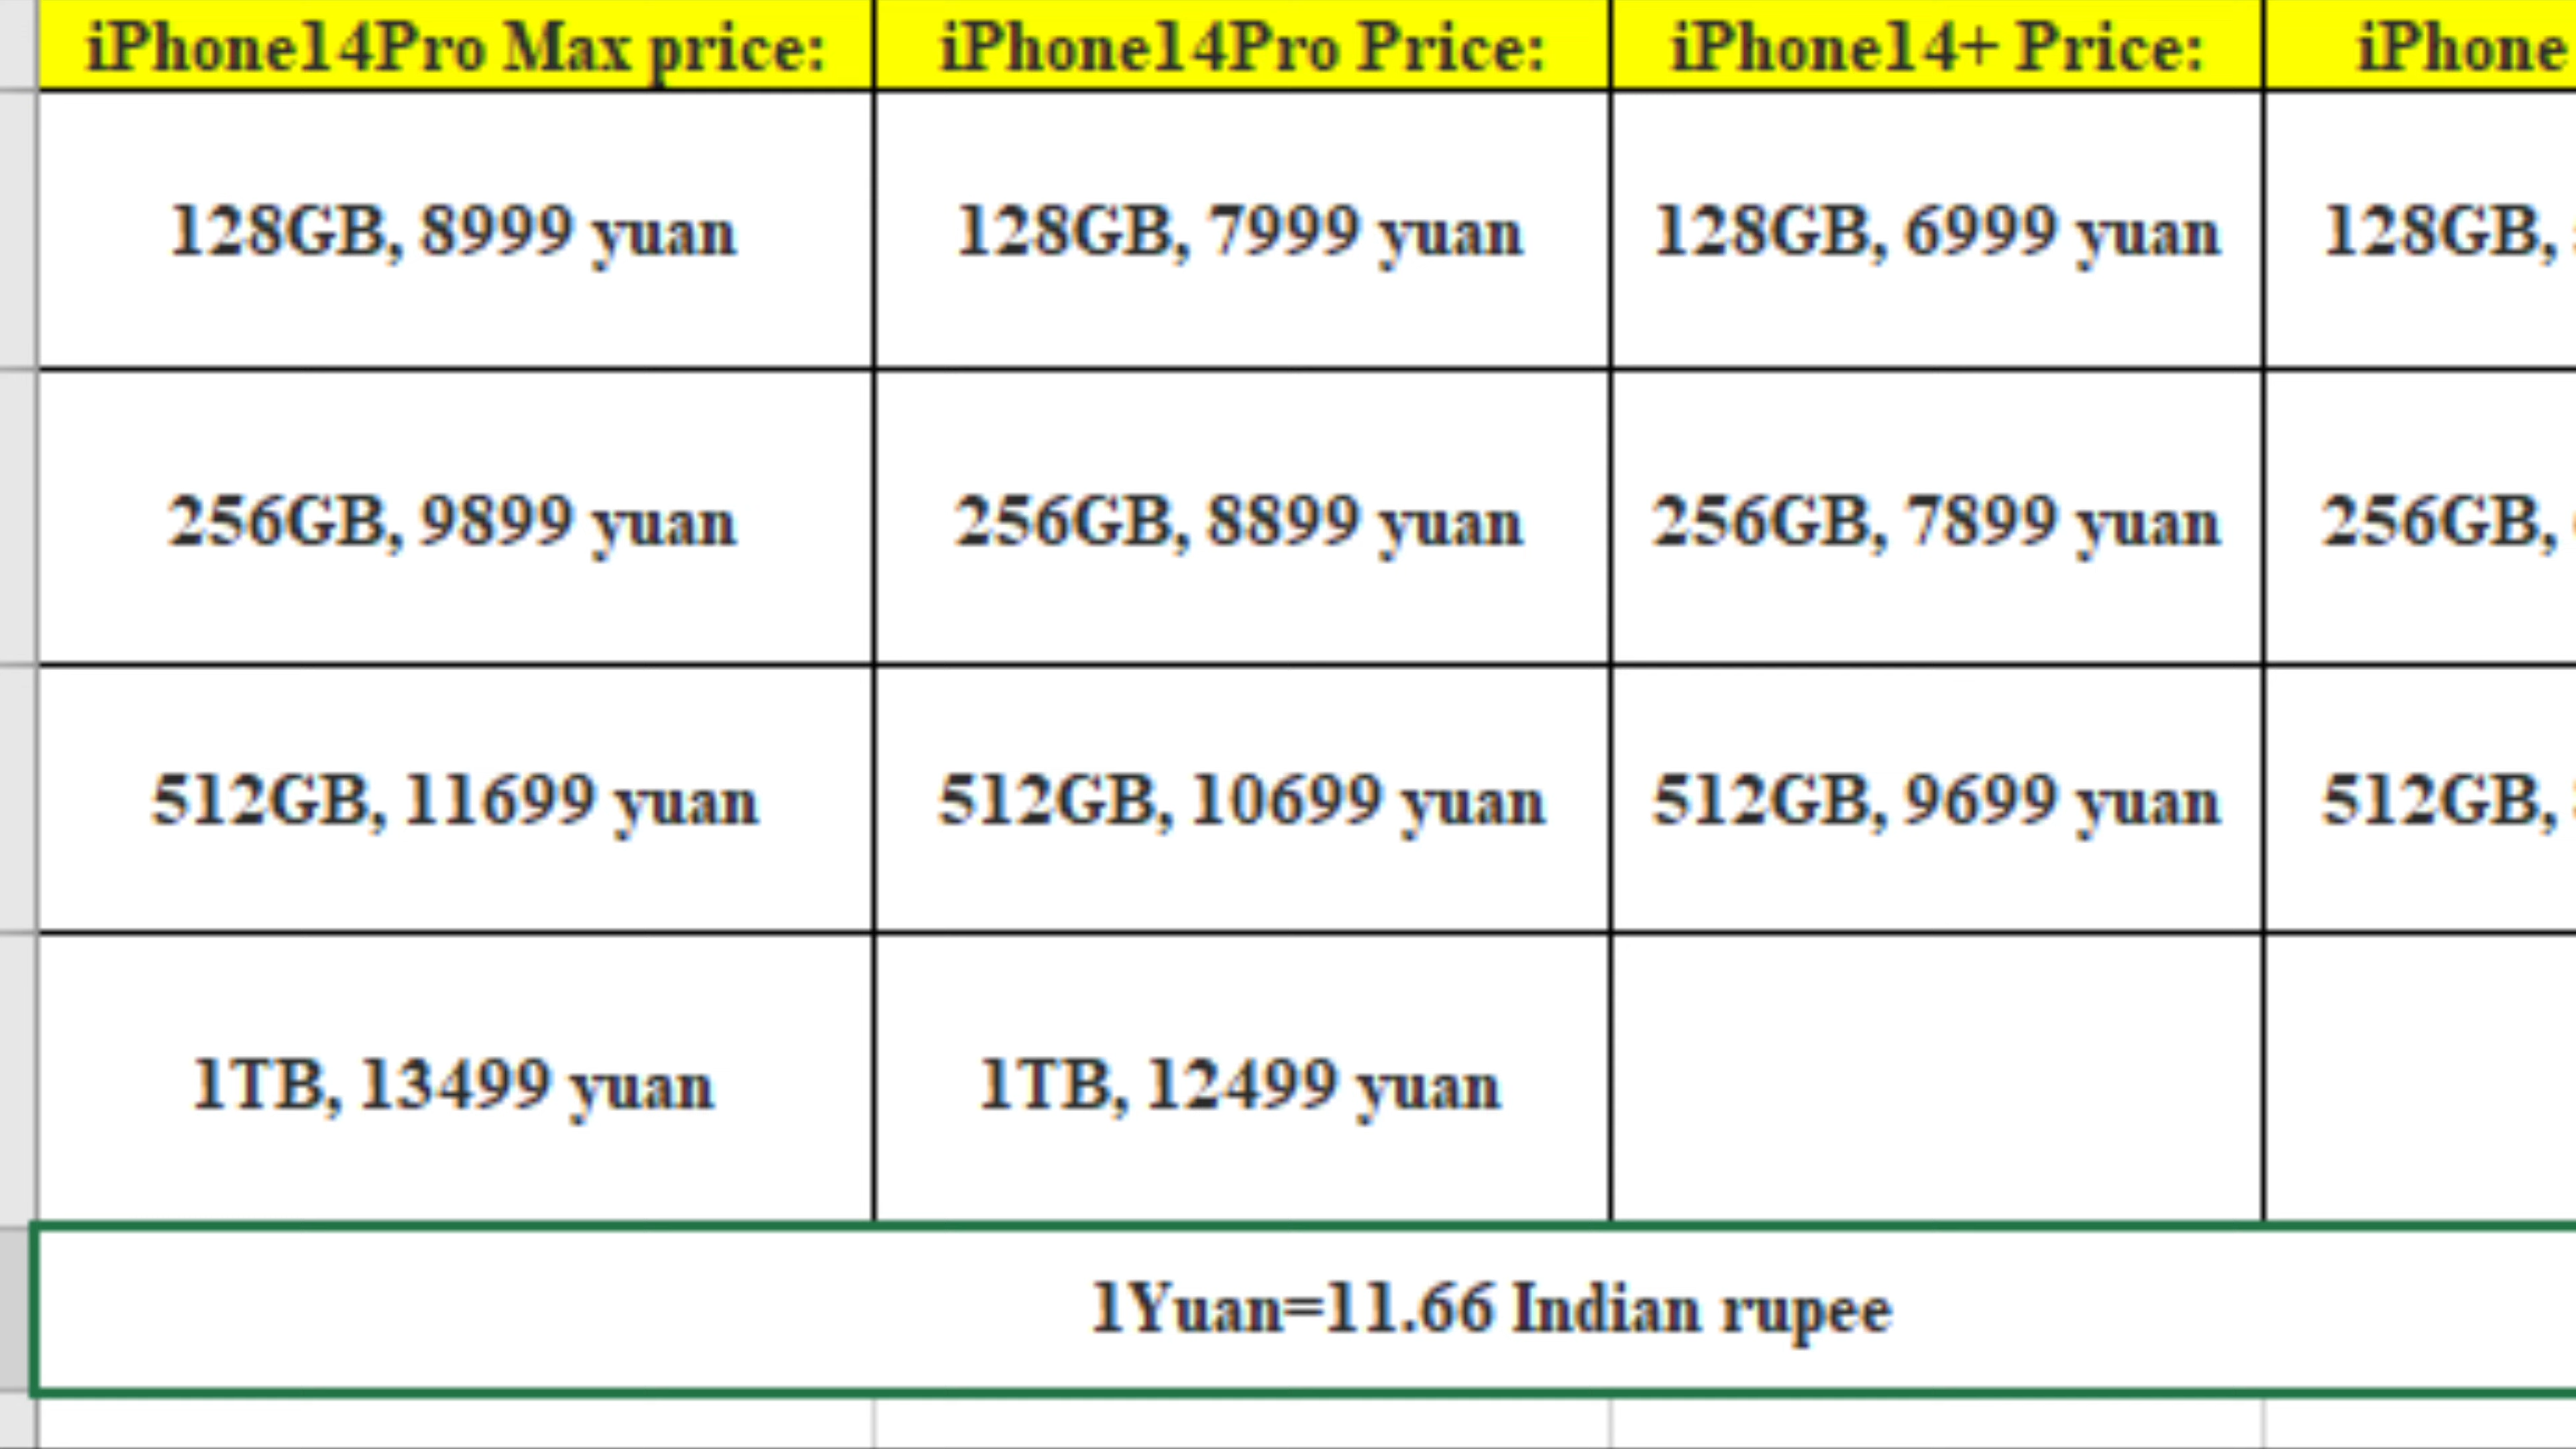 iPhone14Pro Max price: iPhone14Pro Price: iPhone14+ Price: iPhone
128GB, 8999 yuan 128GB, 7999 yuan 128GB, 6999 yuan 128GB,
256GB, 9899 yuan 256GB, 8899 yuan 256GB, 7899 yuan 256GB,
512GB, 11699 yuan 512GB, 10699 yuan 512GB, 9699 yuan 512GB,
1TB, 13499 yuan 1TB, 12499 yuan
1Yuan=11.66 Indian rupee